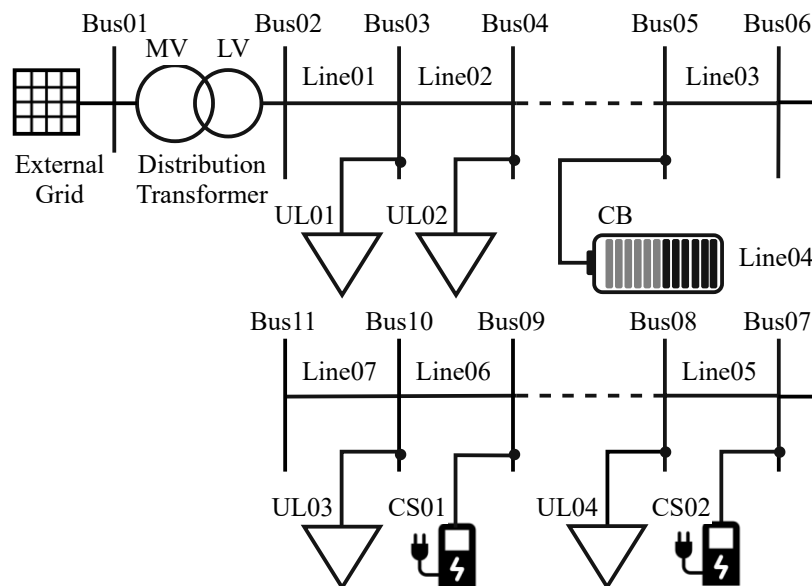 Bus01
Bus02
Bus03
Bus04
Bus05
Bus06
MV
LV
Line01
Line02
Line03
External
Grid
Distribution
Transformer
UL01
UL02
CB
Line04
Bus11
Bus10
Bus09
Bus08
Bus07
Line07
Line06
Line05
UL03
CS01
UL04
CS02